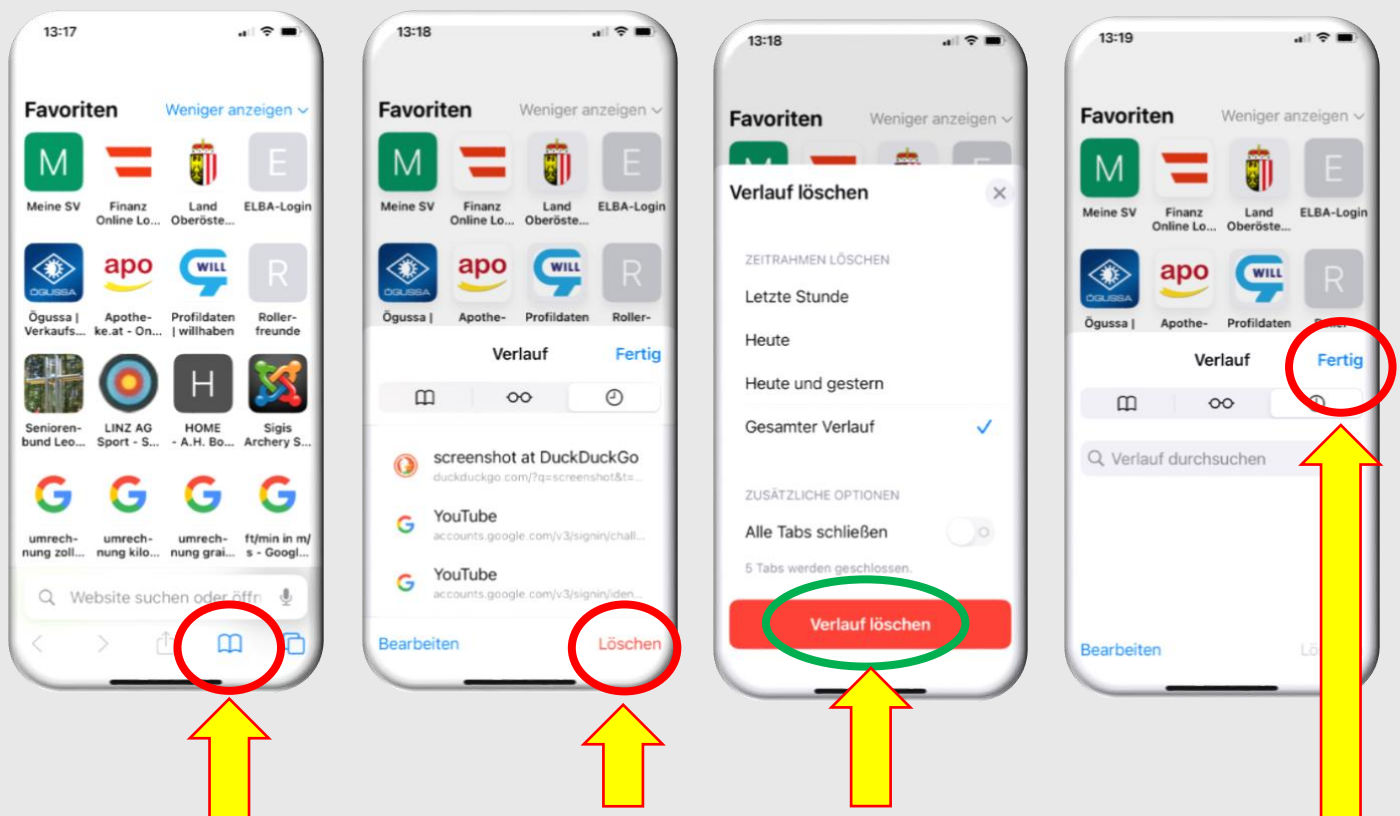 13:17
Favoriten
Weniger anzeigen
M
E
Meine SV
Finanz
Online Lo...
Land
Oberöste...
ELBA-Login
ÖGUSSA
apo
WILL
R
Ögussa |
Verkaufs...
Apothe-
ke.at - On...
Profildaten
| willhaben
Roller-
freunde
H
Senioren-
bund Leo...
LINZ AG
Sport - S...
HOME
- A.H. Bo...
Sigis
Archery S...
G
G
G
G
umrech-
nung zoll...
umrech-
nung kilo...
umrech-
nung grai...
ft/min in m/
s - Googl...
Website suchen oder öffn
13:18
Favoriten
Weniger anzeigen
M
E
Meine SV
Finanz
Online Lo...
Land
Oberöste...
ELBA-Login
ÖGUSSA
apo
WILL
R
Ögussa |
Apothe-
Profildaten
Roller-
Verlauf
Fertig
screenshot at DuckDuckGo
duckduckgo.com/?q=screenshot&t=...
G
YouTube
accounts.google.com/v3/signin/chall...
G
YouTube
accounts.google.com/v3/signin/iden...
Bearbeiten
Löschen
13:18
Favoriten
Weniger anzeigen
Verlauf löschen
ZEITRAHMEN LÖSCHEN
Letzte Stunde
Heute
Heute und gestern
Gesamter Verlauf
ZUSÄTZLICHE OPTIONEN
Alle Tabs schließen
5 Tabs werden geschlossen.
Verlauf löschen
13:19
Favoriten
Weniger anzeigen
M
E
Meine SV
Finanz
Online Lo...
Land
Oberöste...
ELBA-Login
ÖGUSSA
apo
WILL
R
Ögussa |
Apothe-
Profildaten
Verlauf
Fertig
Verlauf durchsuchen
Bearbeiten